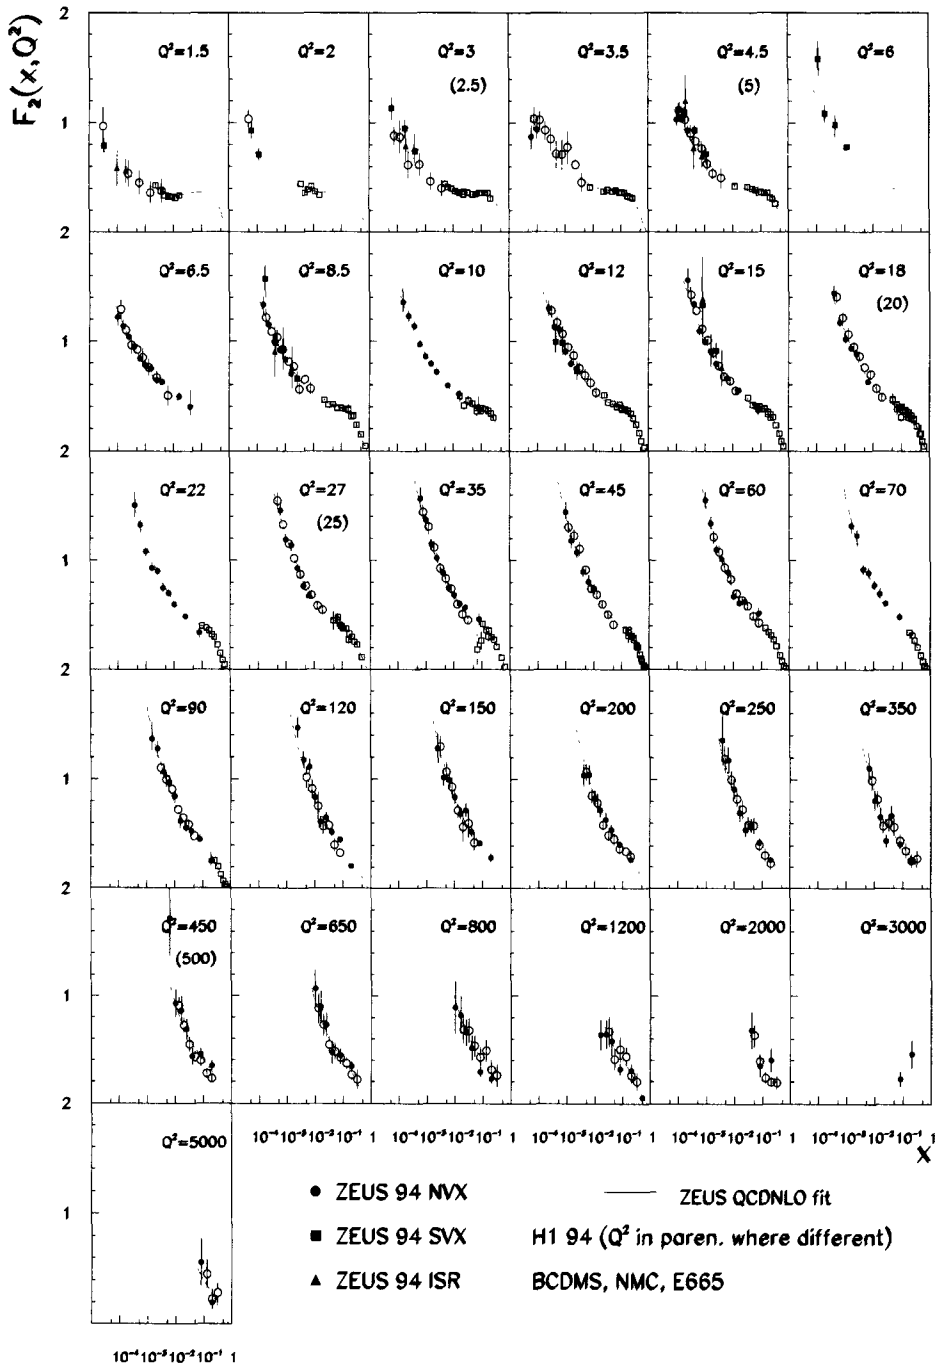 F₂(x,Q²)
2
Q²=1.5 Q²=2 Q²=3 Q²=3.5 Q²=4.5 Q²=6
(2.5) (5)
1
2
Q²=6.5 Q²=8.5 Q²=10 Q²=12 Q²=15 Q²=18
(20)
1
2
Q²=22 Q²=27 Q²=35 Q²=45 Q²=60 Q²=70
(25)
1
2
Q²=90 Q²=120 Q²=150 Q²=200 Q²=250 Q²=350
1
2
Q²=450 Q²=650 Q²=800 Q²=1200 Q²=2000 Q²=3000
(500)
1
2
Q²=5000
10⁻⁴10⁻³10⁻²10⁻¹ 1 10⁻⁴10⁻³10⁻²10⁻¹ 1 10⁻⁴10⁻³10⁻²10⁻¹ 1 10⁻⁴10⁻³10⁻²10⁻¹ 1 10⁻⁴10⁻³10⁻²10⁻¹ 1
x
ZEUS 94 NVX ZEUS QCDNLO fit
1
ZEUS 94 SVX H1 94 (Q² in paren. where different)
ZEUS 94 ISR BCDMS, NMC, E665
10⁻⁴10⁻³10⁻²10⁻¹ 1